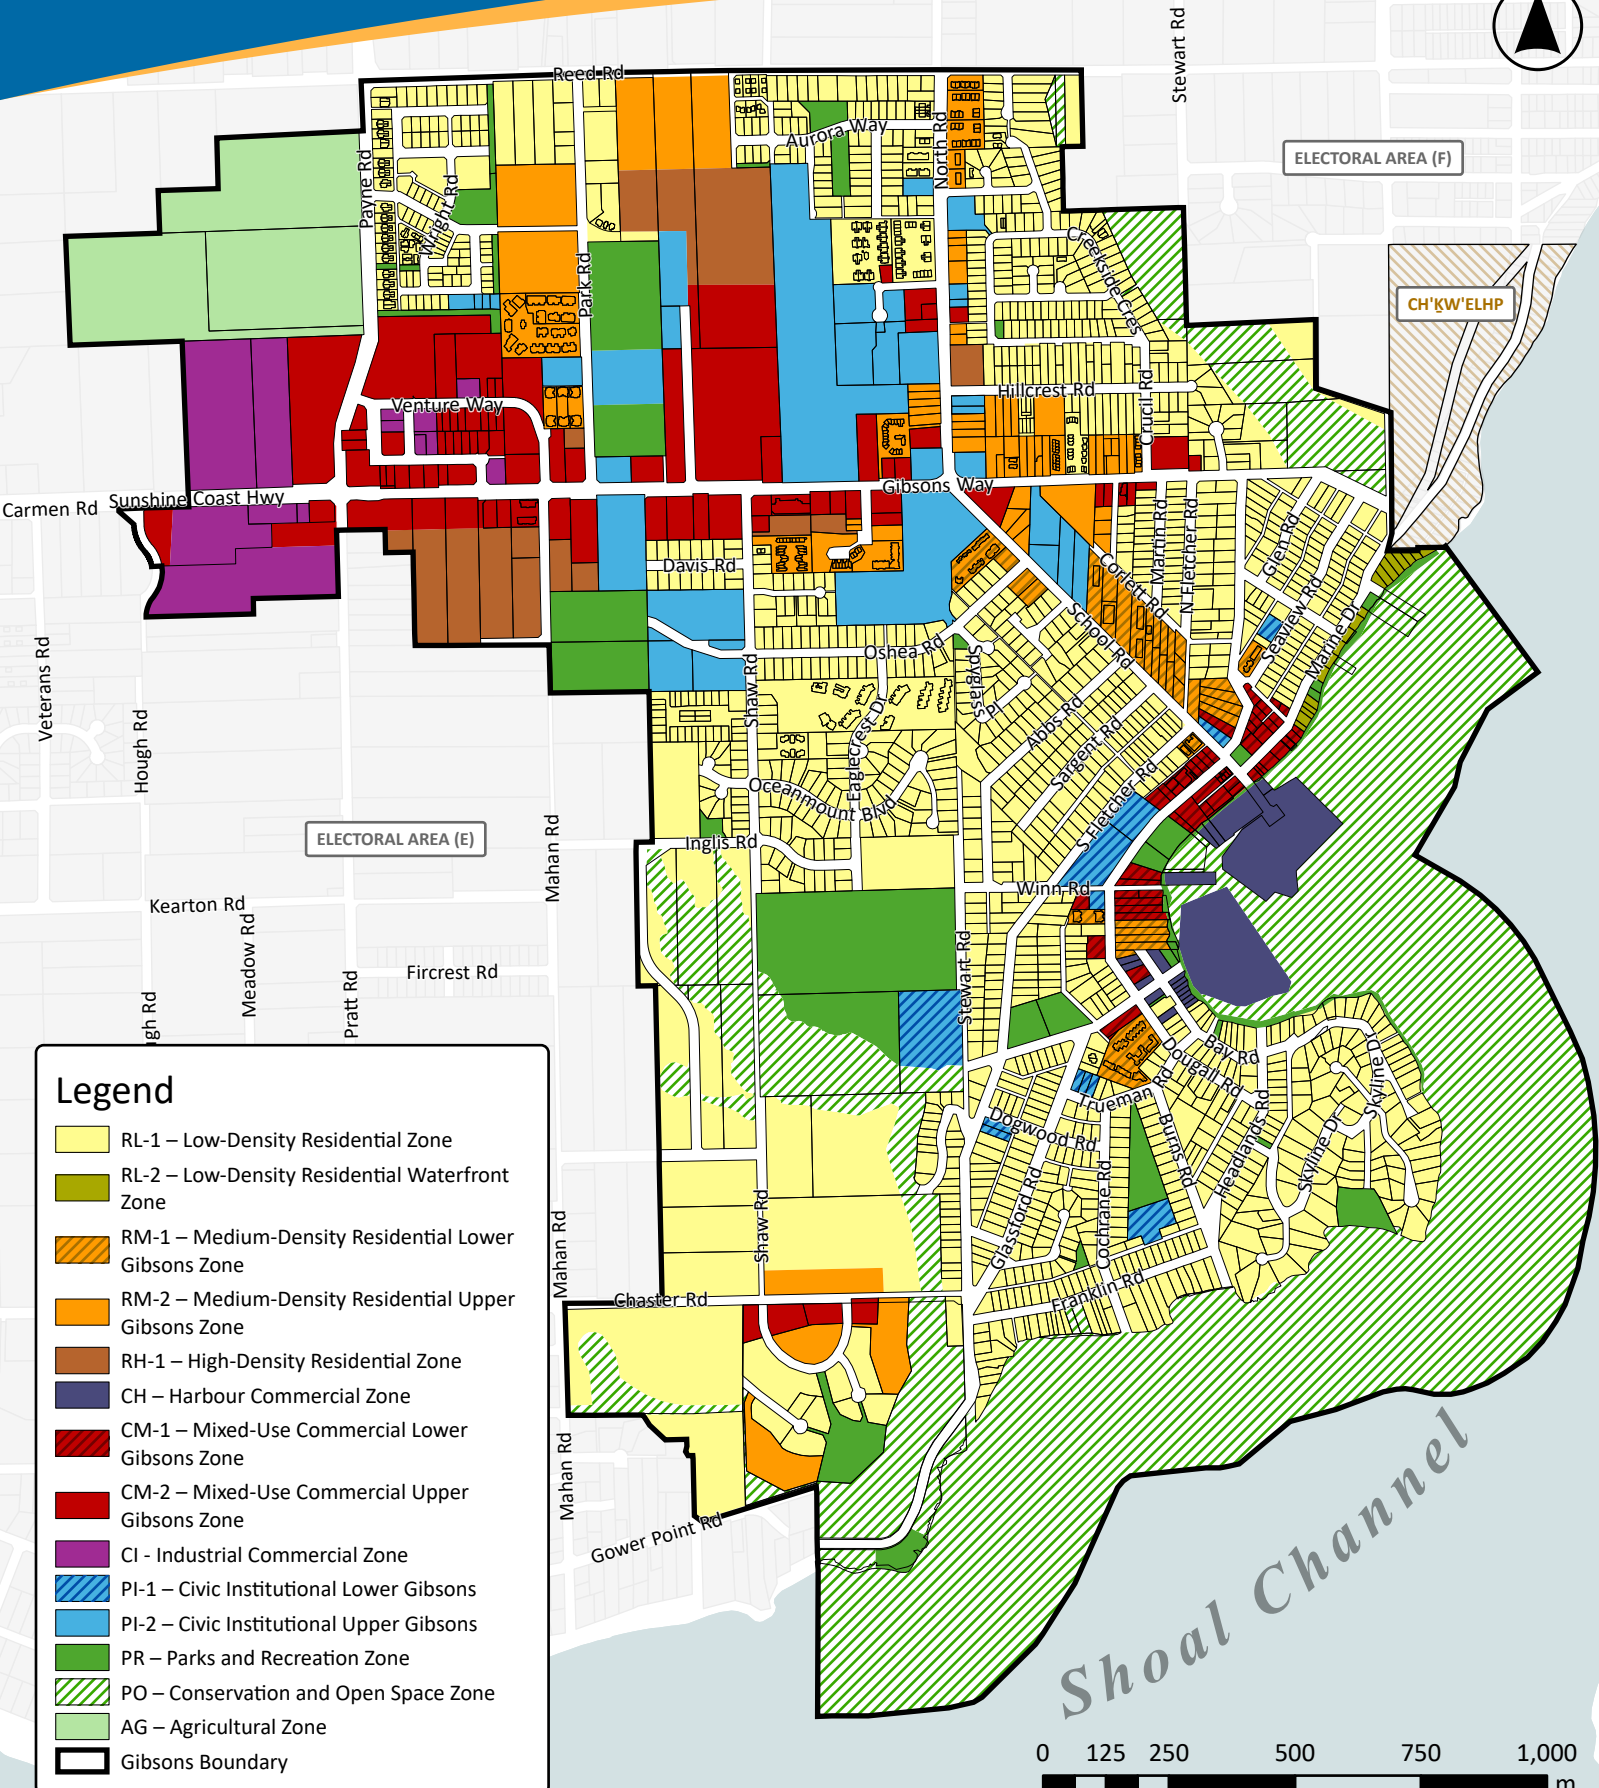 Reed Rd
Stewart Rd
ELECTORAL AREA (F)
Aurora Way
North Rd
Payne Rd
Wright Rd
Park Rd
Creekside Cres
CH'ḴW'ELHP
Hillcrest Rd
Crucil Rd
Venture Way
Carmen Rd
Sunshine Coast Hwy
Gibsons Way
Martin Rd
N Fletcher Rd
Glen Rd
Davis Rd
Corlett Rd
School Rd
Seaview Rd
Marine Dr
Oshea Rd
Spyglass Pl
Veterans Rd
Hough Rd
Shaw Rd
Eaglecrest Dr
Abbs Rd
Sargent Rd
S Fletcher Rd
Oceanmount Blvd
ELECTORAL AREA (E)
Inglis Rd
Mahan Rd
Winn Rd
Kearton Rd
Meadow Rd
Stewart Rd
Fircrest Rd
Pratt Rd
gh Rd
Bay Rd
Dougall Rd
Skyline Dr
Trueman Rd
Dogwood Rd
Burns Rd
Headlands Rd
Skyline Dr
Glassford Rd
Cochrane Rd
Shaw Rd
Mahan Rd
Franklin Rd
Chaster Rd
Mahan Rd
Gower Point Rd
Shoal Channel
Legend
RL-1 – Low-Density Residential Zone
RL-2 – Low-Density Residential Waterfront
Zone
RM-1 – Medium-Density Residential Lower
Gibsons Zone
RM-2 – Medium-Density Residential Upper
Gibsons Zone
RH-1 – High-Density Residential Zone
CH – Harbour Commercial Zone
CM-1 – Mixed-Use Commercial Lower
Gibsons Zone
CM-2 – Mixed-Use Commercial Upper
Gibsons Zone
CI - Industrial Commercial Zone
PI-1 – Civic Institutional Lower Gibsons
PI-2 – Civic Institutional Upper Gibsons
PR – Parks and Recreation Zone
PO – Conservation and Open Space Zone
AG – Agricultural Zone
Gibsons Boundary
0 125 250 500 750 1,000
m